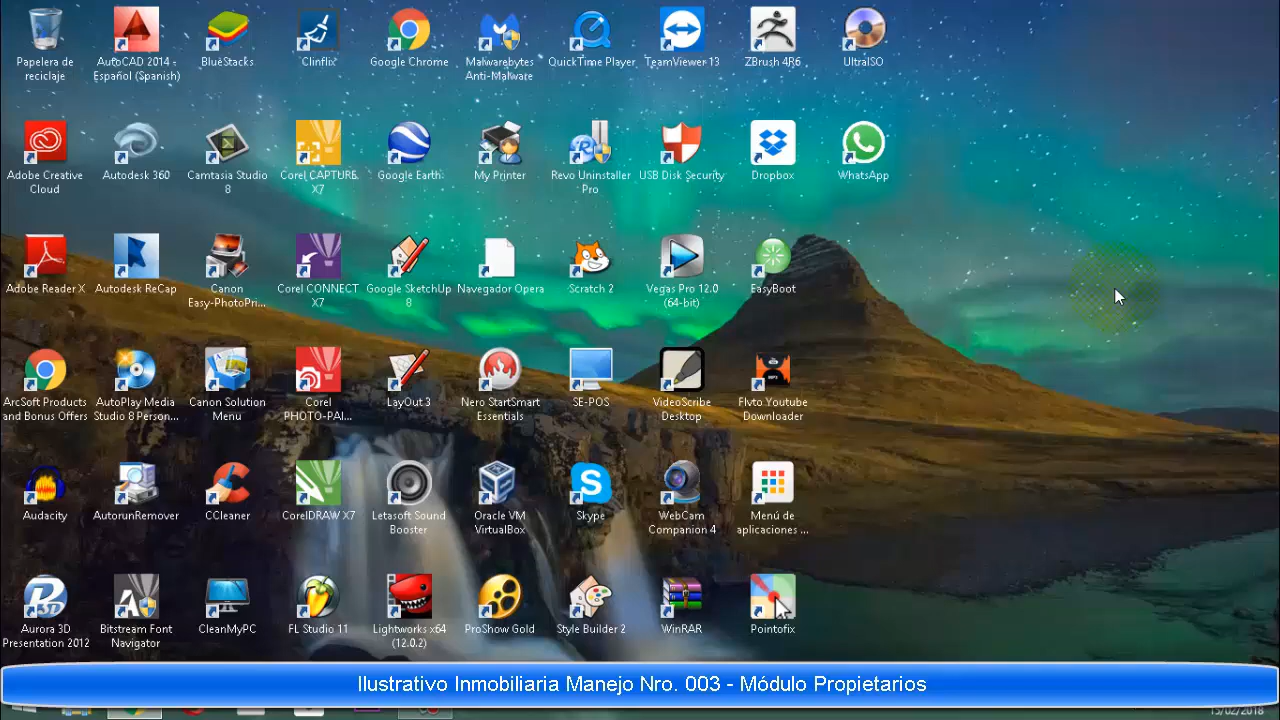 Papelera de
reciclaje
AutoCAD 2014 -
Español (Spanish)
BlueStacks
Clinflix
Google Chrome
Malwarebytes
Anti-Malware
QuickTime Player
TeamViewer 13
ZBrush 4R6
UltraISO
Adobe Creative
Cloud
Autodesk 360
Camtasia Studio
8
Corel CAPTURE
X7
Google Earth
My Printer
Revo Uninstaller
Pro
USB Disk Security
Dropbox
WhatsApp
Adobe Reader X
Autodesk ReCap
Canon
Easy-PhotoPri...
Corel CONNECT
X7
Google SketchUp
8
Navegador Opera
Scratch 2
Vegas Pro 12.0
(64-bit)
EasyBoot
ArcSoft Products
and Bonus Offers
AutoPlay Media
Studio 8 Person...
Canon Solution
Menu
Corel
PHOTO-PAI...
LayOut 3
Nero StartSmart
Essentials
SE-POS
VideoScribe
Desktop
Flvto Youtube
Downloader
Audacity
AutorunRemover
CCleaner
CorelDRAW X7
Letasoft Sound
Booster
Oracle VM
VirtualBox
Skype
WebCam
Companion 4
Menú de
aplicaciones ...
Aurora 3D
Presentation 2012
Bitstream Font
Navigator
CleanMyPC
FL Studio 11
Lightworks x64
(12.0.2)
ProShow Gold
Style Builder 2
WinRAR
Pointofix
Ilustrativo Inmobiliaria Manejo Nro. 003 - Módulo Propietarios
15/02/2018